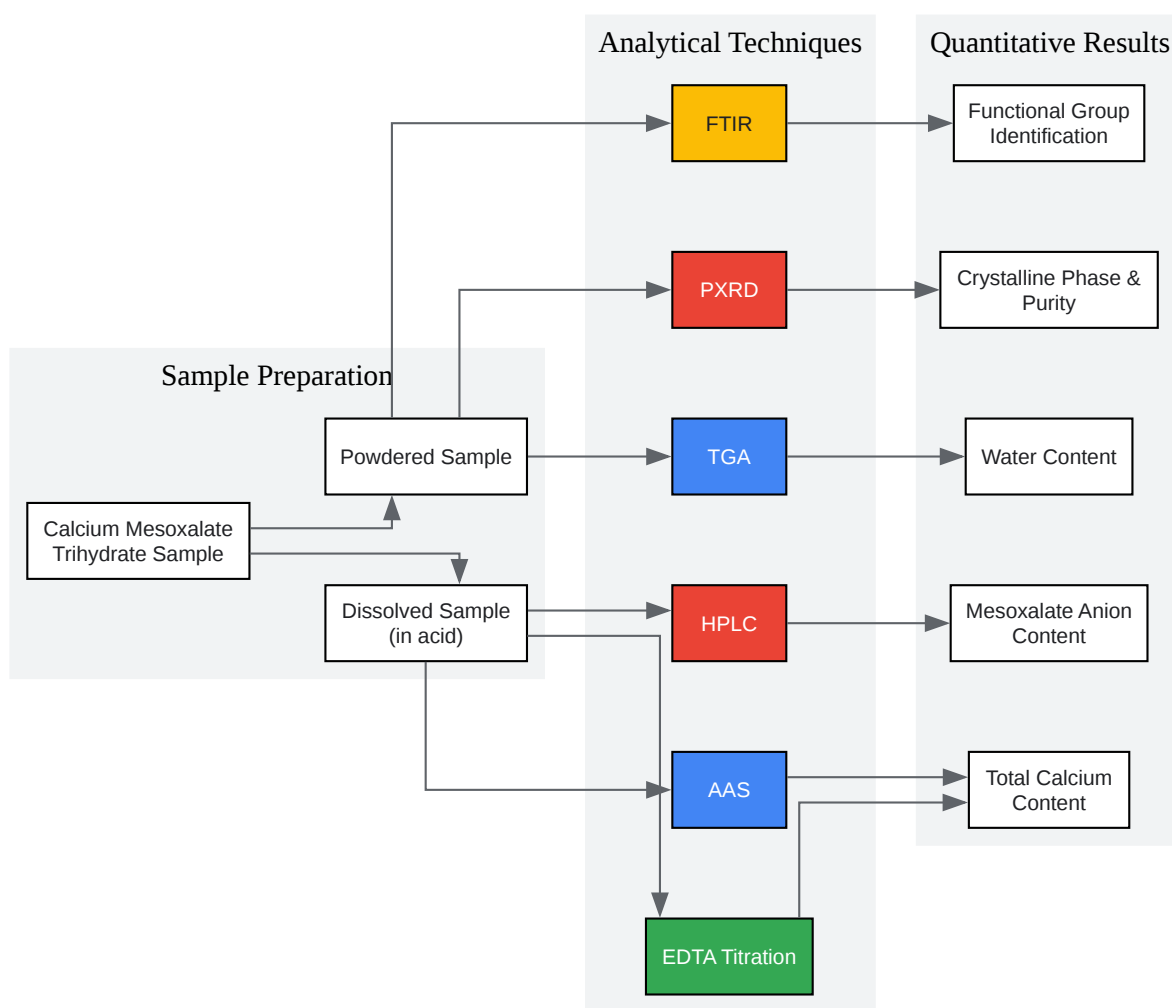 Analytical Techniques
Quantitative Results
FTIR
Functional Group
Identification
PXRD
Crystalline Phase &
Purity
Sample Preparation
Powdered Sample
TGA
Water Content
Calcium Mesoxalate
Trihydrate Sample
Dissolved Sample
(in acid)
HPLC
Mesoxalate Anion
Content
AAS
Total Calcium
Content
EDTA Titration